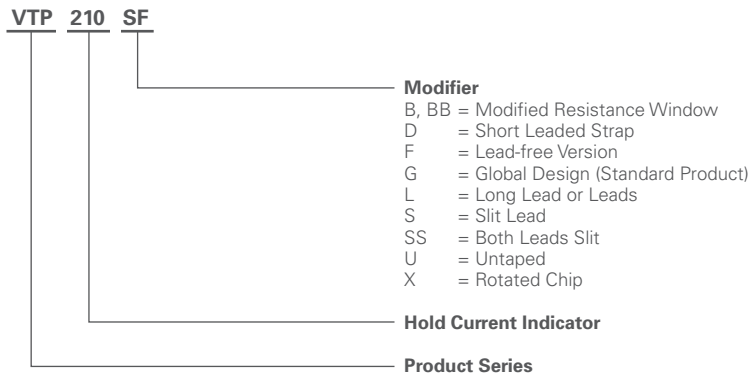 VTP 210 SF
Modifier
B, BB = Modified Resistance Window
D = Short Leaded Strap
F = Lead-free Version
G = Global Design (Standard Product)
L = Long Lead or Leads
S = Slit Lead
SS = Both Leads Slit
U = Untaped
X = Rotated Chip
Hold Current Indicator
Product Series